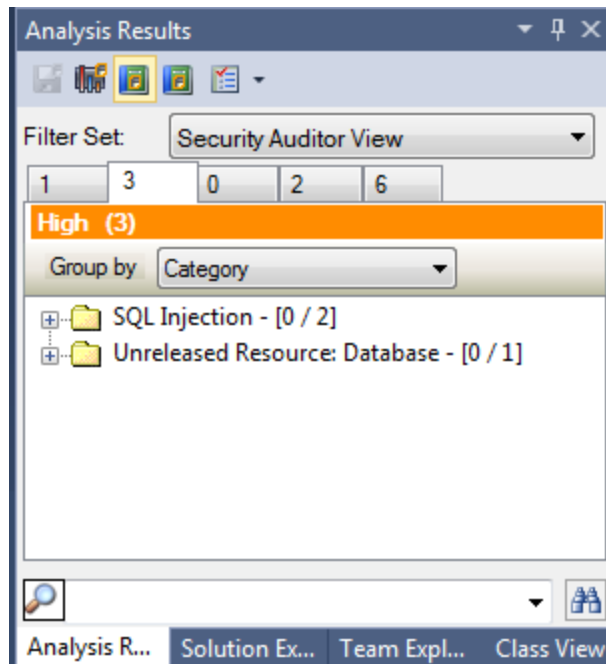 Analysis Results
Filter Set: Security Auditor View
1 3 0 2 6
High (3)
Group by Category
SQL Injection - [0 / 2]
Unreleased Resource: Database - [0 / 1]
Analysis R... Solution Ex... Team Expl... Class View